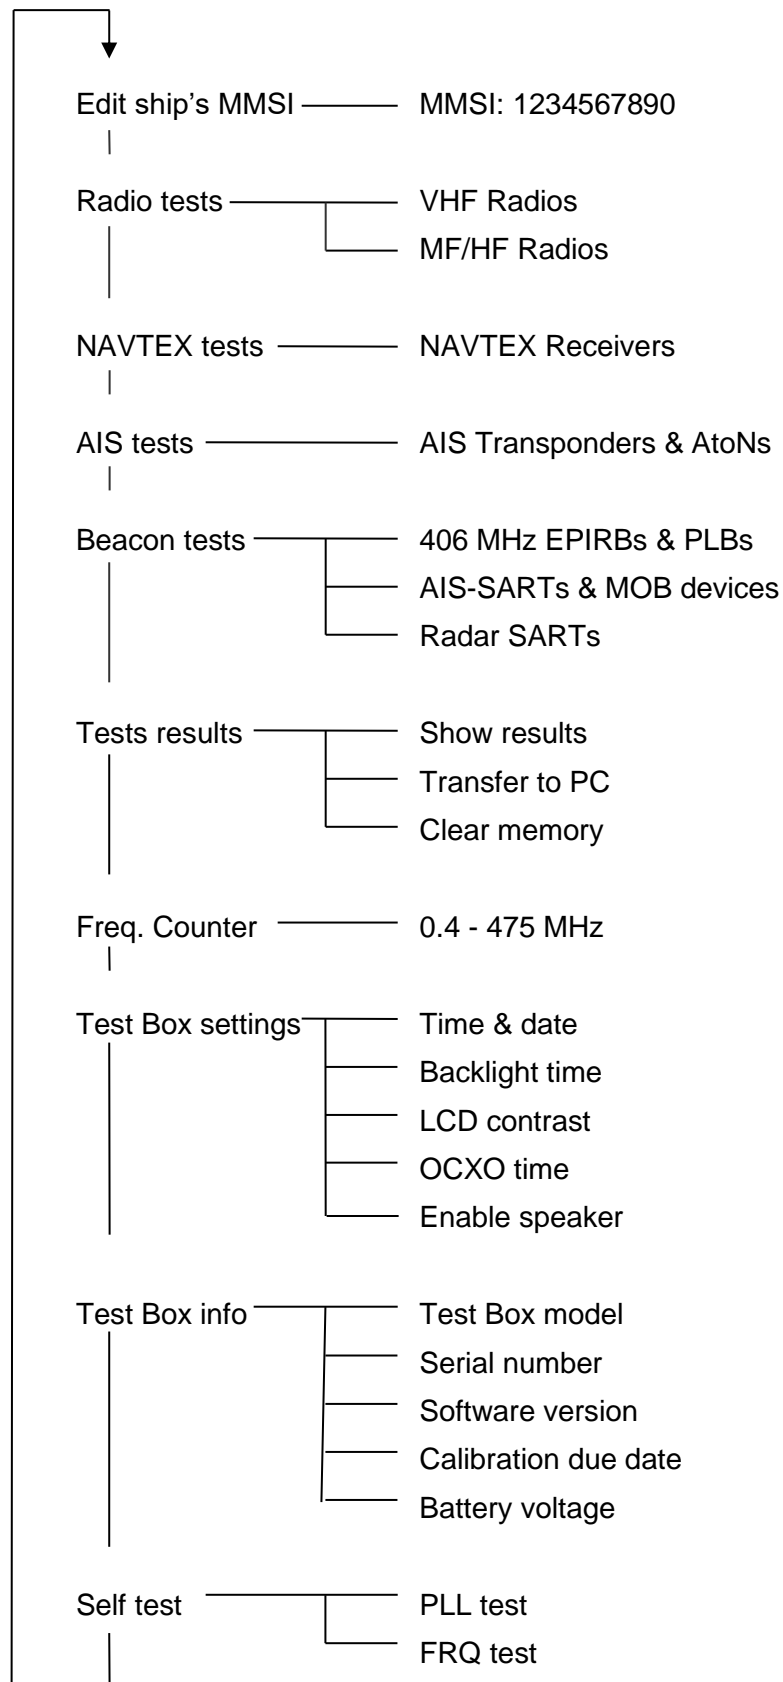 Edit ship’s MMSI MMSI: 1234567890
Radio tests VHF Radios
MF/HF Radios
NAVTEX tests NAVTEX Receivers
AIS tests AIS Transponders & AtoNs
Beacon tests 406 MHz EPIRBs & PLBs
AIS-SARTs & MOB devices
Radar SARTs
Tests results Show results
Transfer to PC
Clear memory
Freq. Counter 0.4 - 475 MHz
Test Box settings Time & date
Backlight time
LCD contrast
OCXO time
Enable speaker
Test Box info Test Box model
Serial number
Software version
Calibration due date
Battery voltage
Self test PLL test
FRQ test